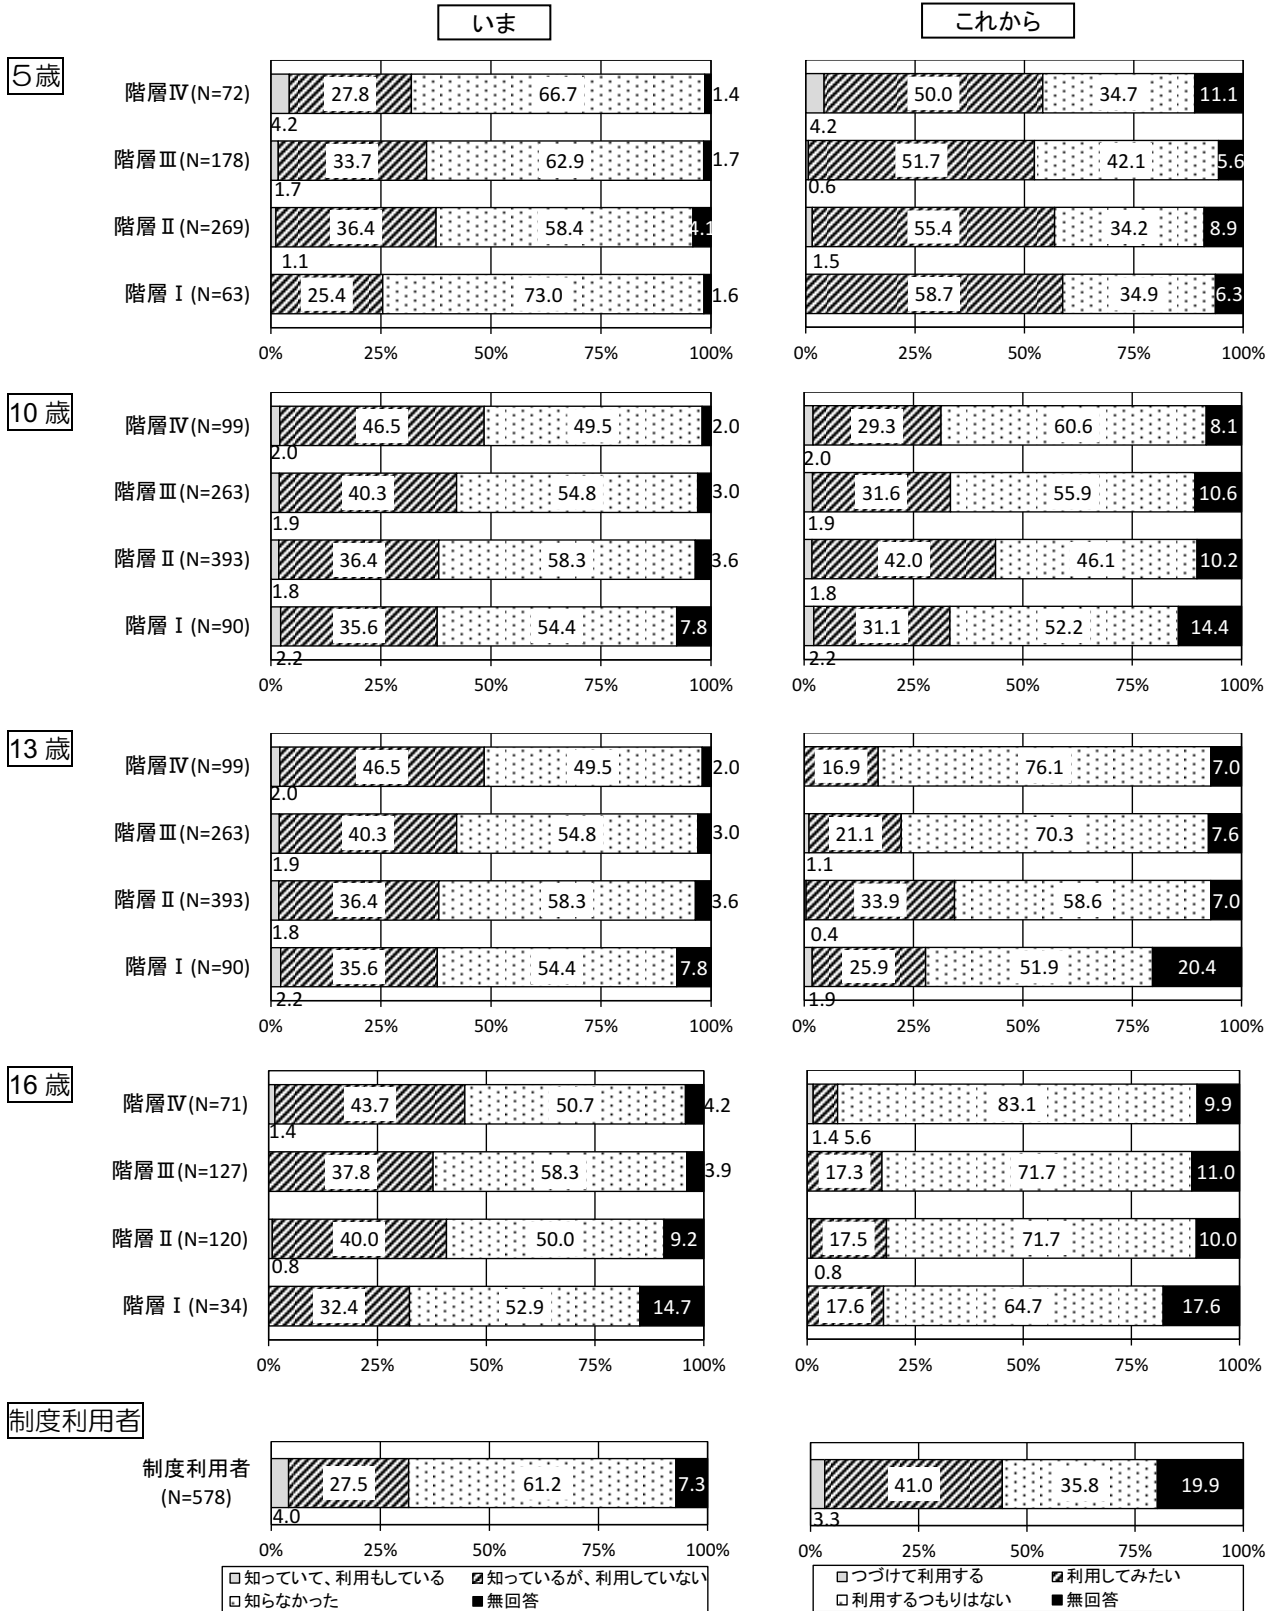 いま
これから
5歳
階層Ⅳ(N=72)
27.8
66.7
1.4
4.2
50.0
34.7
11.1
4.2
階層Ⅲ(N=178)
33.7
62.9
1.7
1.7
51.7
42.1
5.6
0.6
階層Ⅱ(N=269)
36.4
58.4
4.1
1.1
55.4
34.2
8.9
1.5
階層Ⅰ(N=63)
25.4
73.0
1.6
58.7
34.9
6.3
0% 25% 50% 75% 100%
0% 25% 50% 75% 100%
10歳
階層Ⅳ(N=99)
46.5
49.5
2.0
2.0
29.3
60.6
8.1
2.0
階層Ⅲ(N=263)
40.3
54.8
3.0
1.9
31.6
55.9
10.6
1.9
階層Ⅱ(N=393)
36.4
58.3
3.6
1.8
42.0
46.1
10.2
1.8
階層Ⅰ(N=90)
35.6
54.4
7.8
2.2
31.1
52.2
14.4
2.2
0% 25% 50% 75% 100%
0% 25% 50% 75% 100%
13歳
階層Ⅳ(N=99)
46.5
49.5
2.0
2.0
16.9
76.1
7.0
階層Ⅲ(N=263)
40.3
54.8
3.0
1.9
21.1
70.3
7.6
1.1
階層Ⅱ(N=393)
36.4
58.3
3.6
1.8
33.9
58.6
7.0
0.4
階層Ⅰ(N=90)
35.6
54.4
7.8
2.2
25.9
51.9
20.4
1.9
0% 25% 50% 75% 100%
0% 25% 50% 75% 100%
16歳
階層Ⅳ(N=71)
43.7
50.7
4.2
1.4
83.1
9.9
1.4 5.6
階層Ⅲ(N=127)
37.8
58.3
3.9
17.3
71.7
11.0
階層Ⅱ(N=120)
40.0
50.0
9.2
0.8
17.5
71.7
10.0
0.8
階層Ⅰ(N=34)
32.4
52.9
14.7
17.6
64.7
17.6
0% 25% 50% 75% 100%
0% 25% 50% 75% 100%
制度利用者
制度利用者
(N=578)
27.5
61.2
7.3
4.0
41.0
35.8
19.9
3.3
0% 25% 50% 75% 100%
0% 25% 50% 75% 100%
知っていて、利用もしている
知っているが、利用していない
知らなかった
無回答
つづけて利用する
利用してみたい
利用するつもりはない
無回答